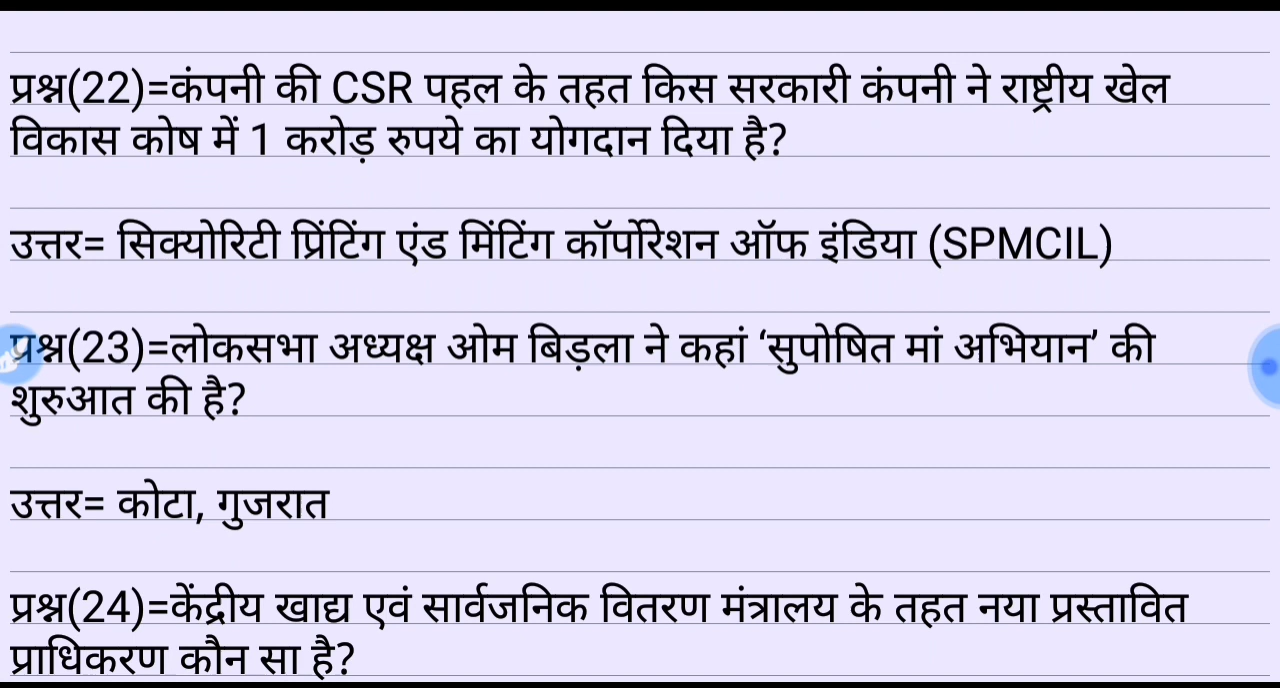 प्रश्न(22)=कंपनी की CSR पहल के तहत किस सरकारी कंपनी ने राष्ट्रीय खेल
विकास कोष में 1 करोड़ रुपये का योगदान दिया है?
उत्तर= सिक्योरिटी प्रिंटिंग एंड मिंटिंग कॉर्पोरेशन ऑफ इंडिया (SPMCIL)
प्रश्न(23)=लोकसभा अध्यक्ष ओम बिड़ला ने कहां ‘सुपोषित मां अभियान’ की
शुरुआत की है?
उत्तर= कोटा, गुजरात
प्रश्न(24)=केंद्रीय खाद्य एवं सार्वजनिक वितरण मंत्रालय के तहत नया प्रस्तावित
प्राधिकरण कौन सा है?